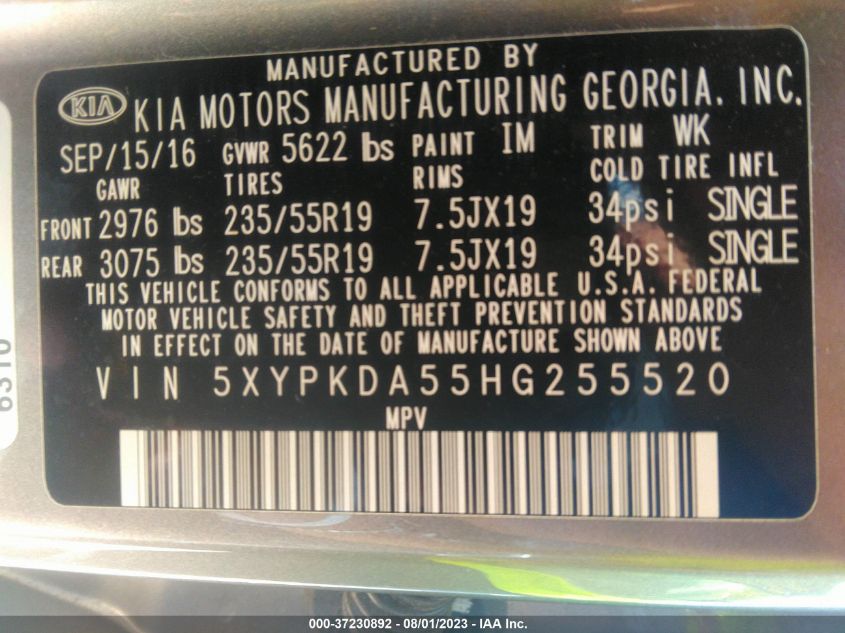 MANUFACTURED BY
KIA KIA MOTORS MANUFACTURING GEORGIA, INC.
SEP/15/16 GVWR 5622 lbs PAINT IM TRIM WK
GAWR TIRES RIMS COLD TIRE INFL
FRONT 2976 lbs 235/55R19 7.5JX19 34psi SINGLE
REAR 3075 lbs 235/55R19 7.5JX19 34psi SINGLE
THIS VEHICLE CONFORMS TO ALL APPLICABLE U.S.A. FEDERAL
MOTOR VEHICLE SAFETY AND THEFT PREVENTION STANDARDS
IN EFFECT ON THE DATE OF MANUFACTURE SHOWN ABOVE
VIN 5XYPKDA55HG255520
MPV
000-37230892 - 08/01/2023 - IAA Inc.